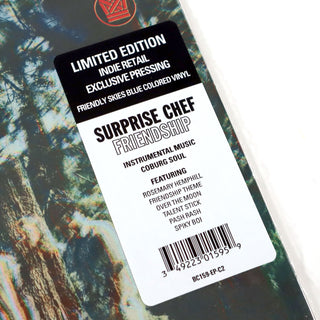 LIMITED EDITION
INDIE RETAIL
EXCLUSIVE PRESSING
FRIENDLY SKIES BLUE COLORED VINYL
SURPRISE CHEF
FRIENDSHIP
INSTRUMENTAL MUSIC
COBURG SOUL
FEATURING
ROSEMARY HEMPHILL
FRIENDSHIP THEME
OVER THE MOON
TALENT STICK
PASH RASH
SPIKY BOI
3 49223 01595 9
BC159-EP-C2